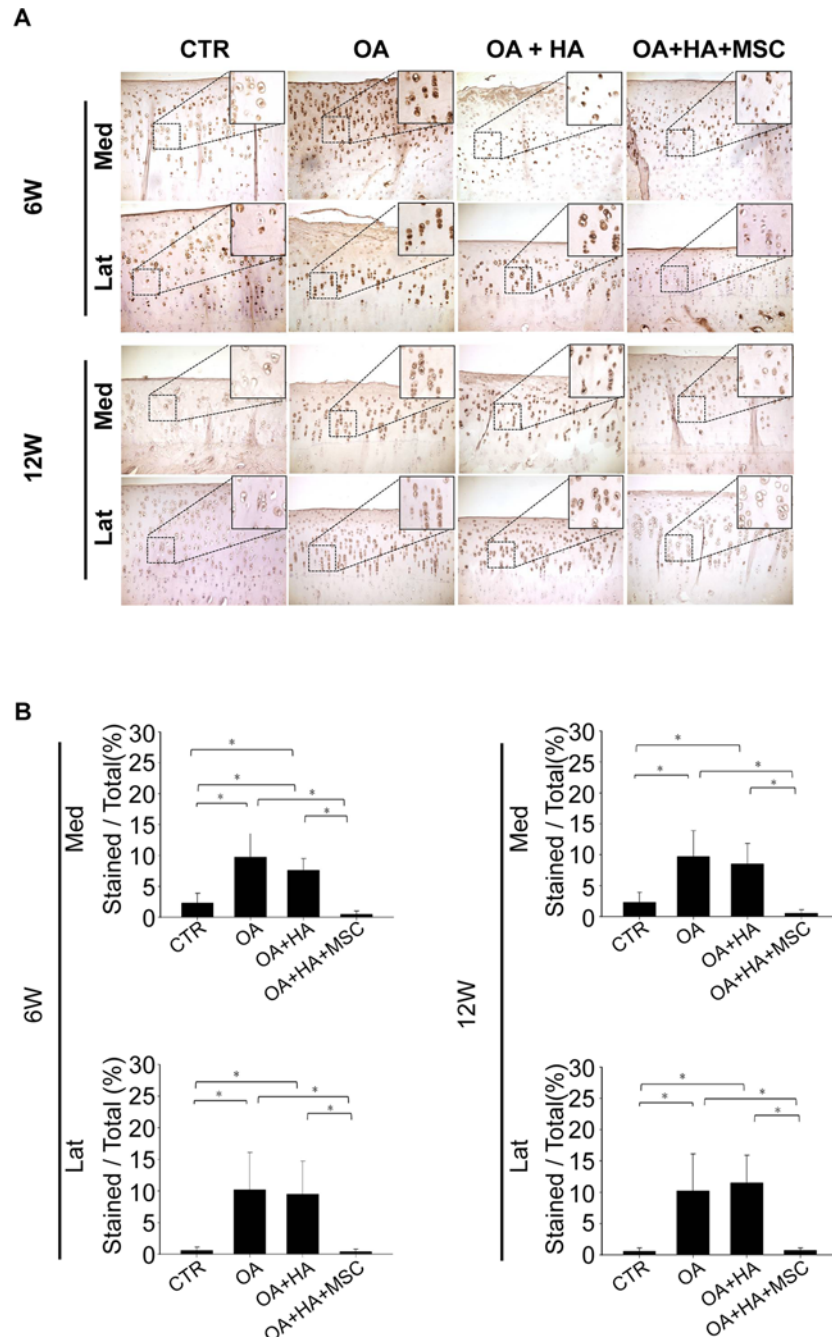 A
CTR OA OA + HA OA+HA+MSC
6W
Med
Lat
12W
Med
Lat
B
6W
Med
Stained / Total(%)
30
25
20
15
10
5
0
* * * * *
CTR OA OA+HA OA+HA+MSC
12W
Med
Stained / Total(%)
30
25
20
15
10
5
0
* * * *
CTR OA OA+HA OA+HA+MSC
Lat
Stained / Total (%)
30
25
20
15
10
5
0
* * * *
CTR OA OA+HA OA+HA+MSC
Lat
Stained / Total (%)
30
25
20
15
10
5
0
* * * *
CTR OA OA+HA OA+HA+MSC